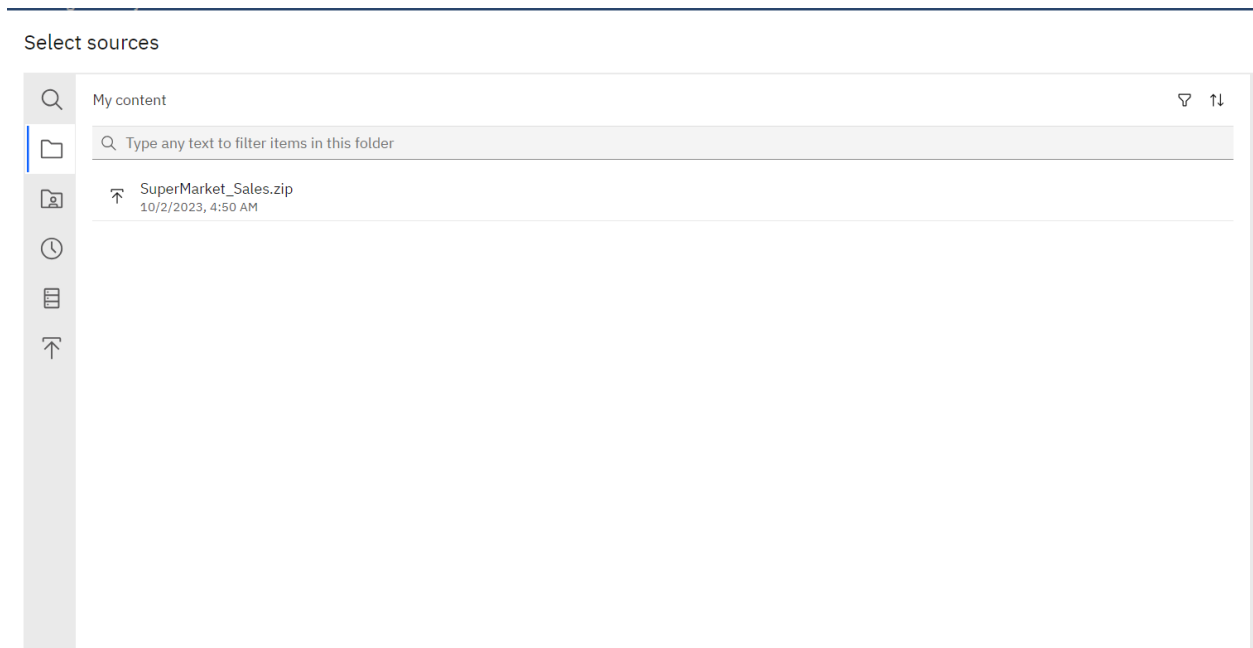 Select sources
My content
Type any text to filter items in this folder
SuperMarket_Sales.zip
10/2/2023, 4:50 AM